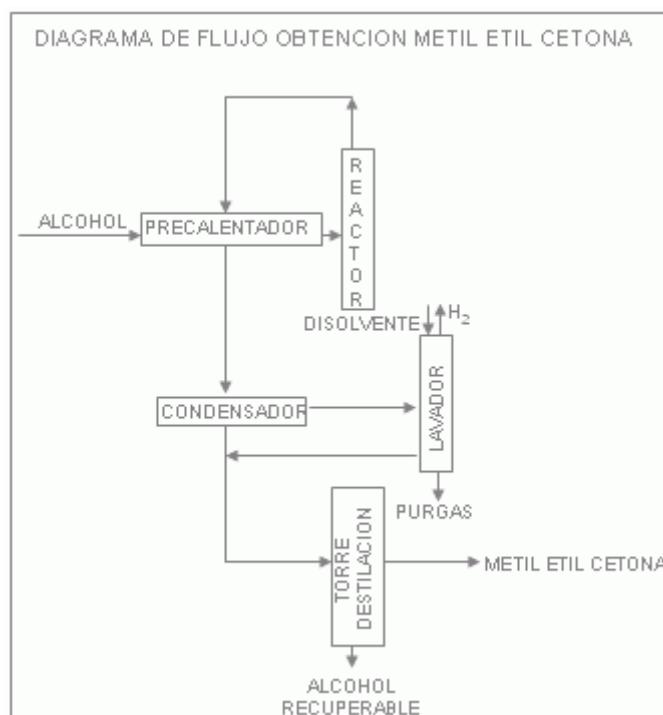 DIAGRAMA DE FLUJO OBTENCION METIL ETIL CETONA
REACTOR
ALCOHOL
PRECALENTADOR
DISOLVENTE
H₂
LAVADOR
CONDENSADOR
PURGAS
TORRE
DESTILACION
METIL ETIL CETONA
ALCOHOL
RECUPERABLE